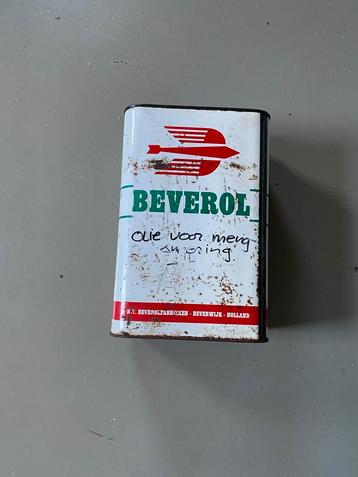 BEVEROL
olie voor meng
smering
N.V. BEVEROLFABRIEKEN - BEVERWIJK - HOLLAND